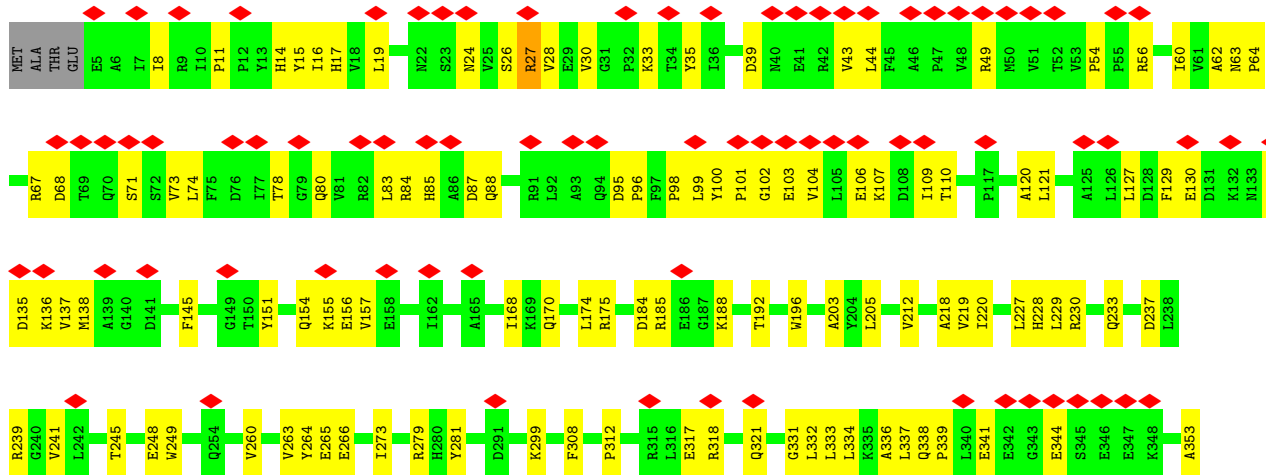 MET ALA THR GLU E5 A6 I7 I8 R9 I10 P11 P12 Y13 H14 Y15 I16 H17 V18 L19 N22 S23 N24 V25 S26 R27 V28 E29 V30 G31 P32 K33 T34 Y35 I36 D39 N40 E41 R42 V43 L44 F45 A46 P47 V48 R49 M50 V51 T52 V53 P54 P55 R56 I60 V61 A62 N63 P64
R67 D68 T69 Q70 S71 S72 V73 L74 F75 D76 I77 T78 G79 Q80 V81 R82 L83 R84 H85 A86 D87 Q88 R91 L92 A93 Q94 D95 P96 F97 P98 L99 Y100 P101 G102 E103 V104 L105 E106 K107 D108 I109 T110 P117 A120 L121 A125 L126 L127 D128 F129 E130 D131 K132 N133
D135 K136 V137 M138 A139 G140 D141 F145 G149 T150 Y151 Q154 K155 E156 V157 E158 I162 A165 I168 K169 Q170 L174 R175 D184 R185 E186 G187 K188 T192 W196 A203 Y204 L205 V212 A218 V219 I220 L227 H228 L229 R230 Q233 D237 L238
R239 G240 V241 L242 T245 E248 W249 Q254 V260 V263 Y264 E265 E266 I273 R279 H280 Y281 D291 K299 F308 P312 R315 L316 E317 R318 Q321 G331 L332 L333 L334 K335 A336 L337 Q338 P339 L340 E341 E342 G343 E344 S345 E346 E347 K348 A353